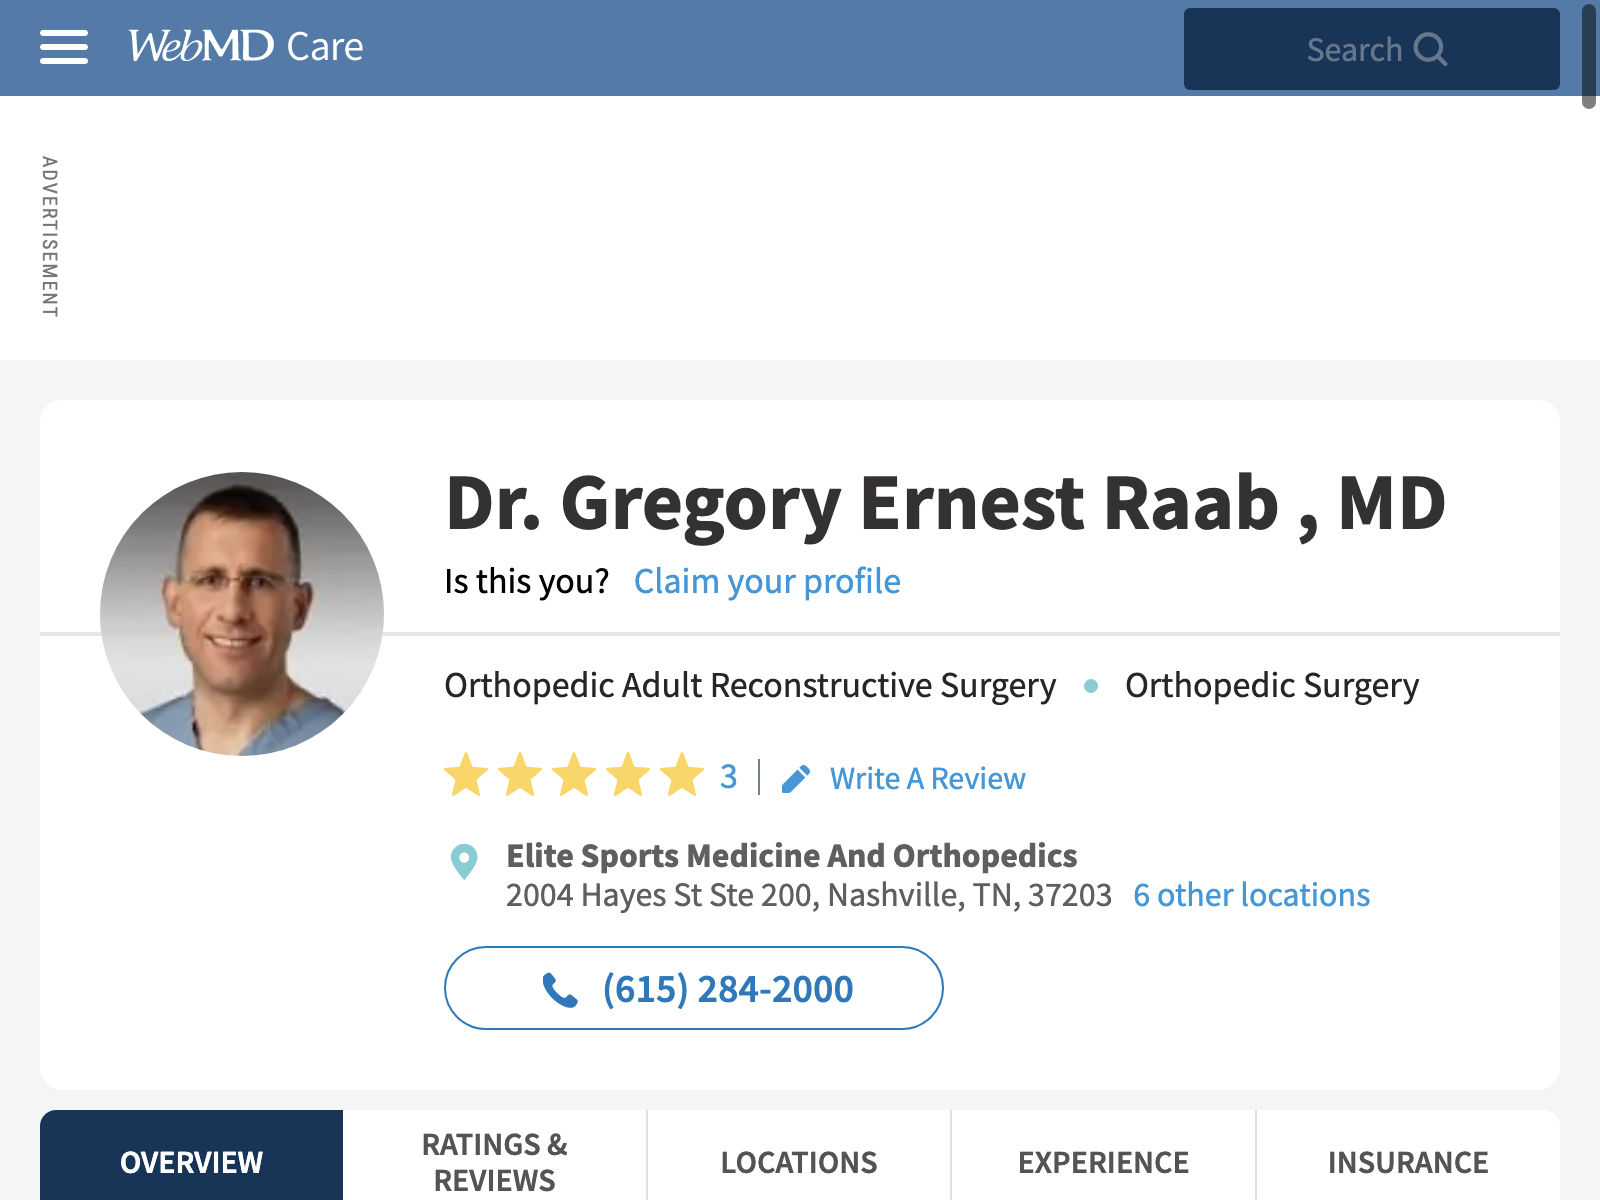 WebMD Care
Search
ADVERTISEMENT
Dr. Gregory Ernest Raab , MD
Is this you? Claim your profile
Orthopedic Adult Reconstructive Surgery • Orthopedic Surgery
3 | Write A Review
Elite Sports Medicine And Orthopedics
2004 Hayes St Ste 200, Nashville, TN, 37203 6 other locations
(615) 284-2000
OVERVIEW
RATINGS &
REVIEWS
LOCATIONS
EXPERIENCE
INSURANCE